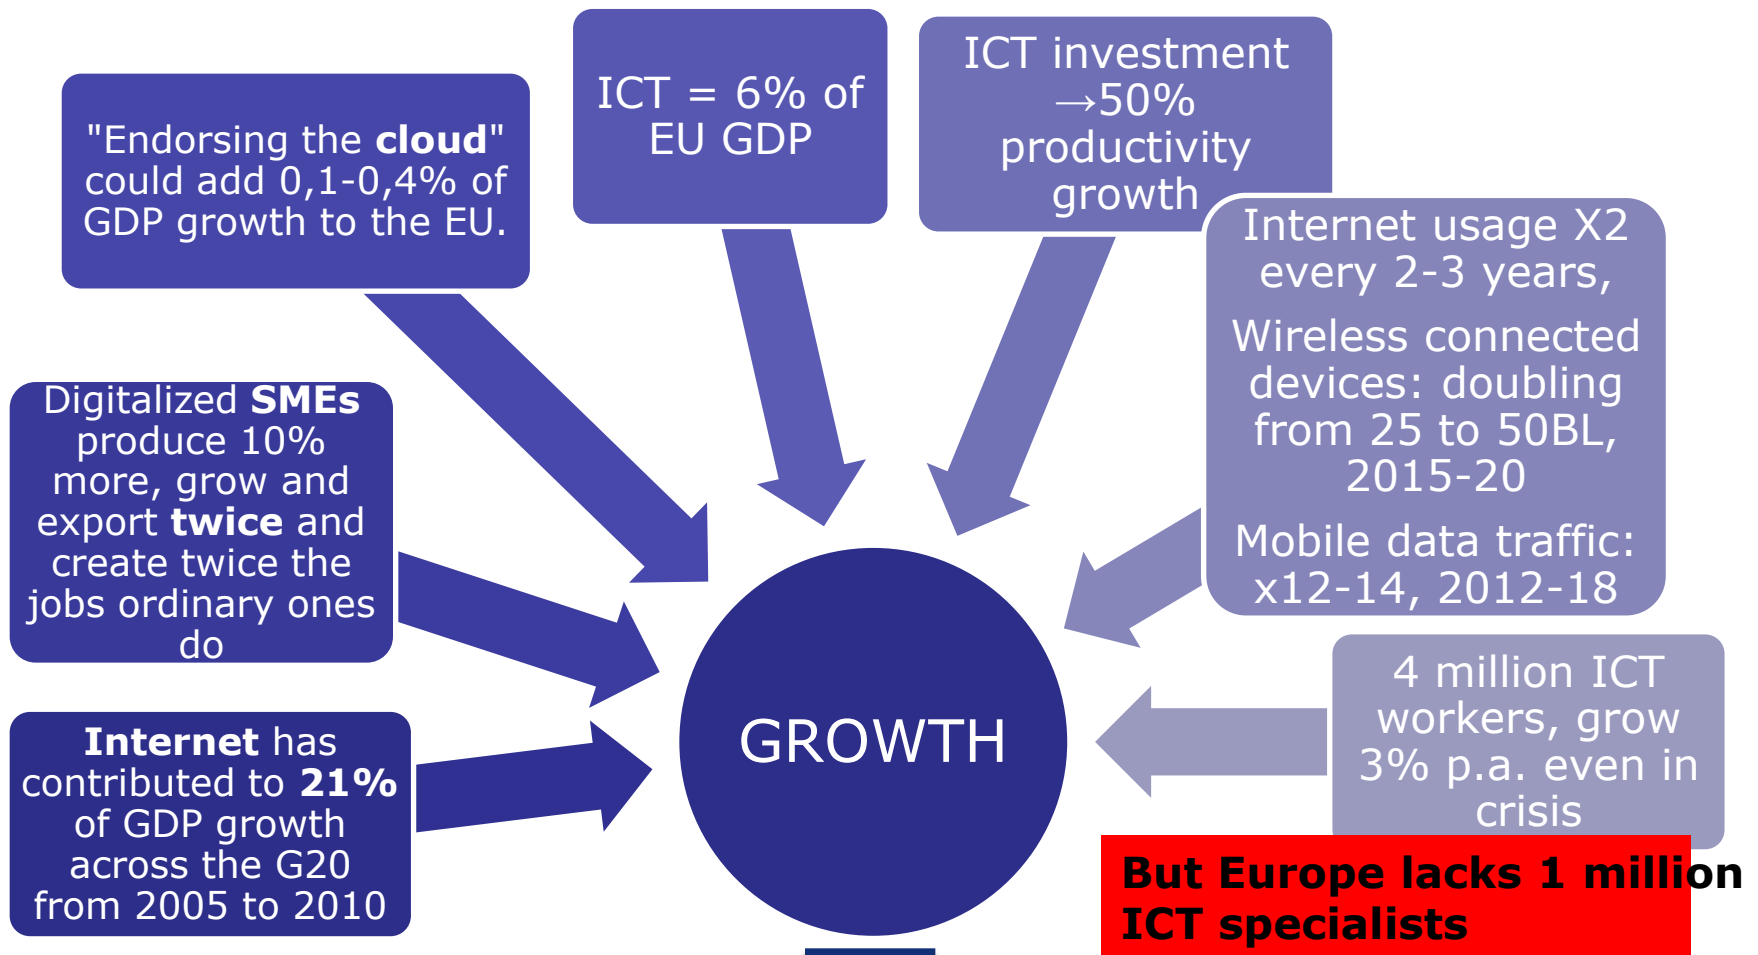 "Endorsing the cloud"
could add 0,1-0,4% of
GDP growth to the EU.
ICT = 6% of
EU GDP
ICT investment
→50%
productivity
growth
Internet usage X2
every 2-3 years,
Wireless connected
devices: doubling
from 25 to 50BL,
2015-20
Mobile data traffic:
x12-14, 2012-18
Digitalized SMEs
produce 10%
more, grow and
export twice and
create twice the
jobs ordinary ones
do
Internet has
contributed to 21%
of GDP growth
across the G20
from 2005 to 2010
GROWTH
4 million ICT
workers, grow
3% p.a. even in
crisis
But Europe lacks 1 million
ICT specialists